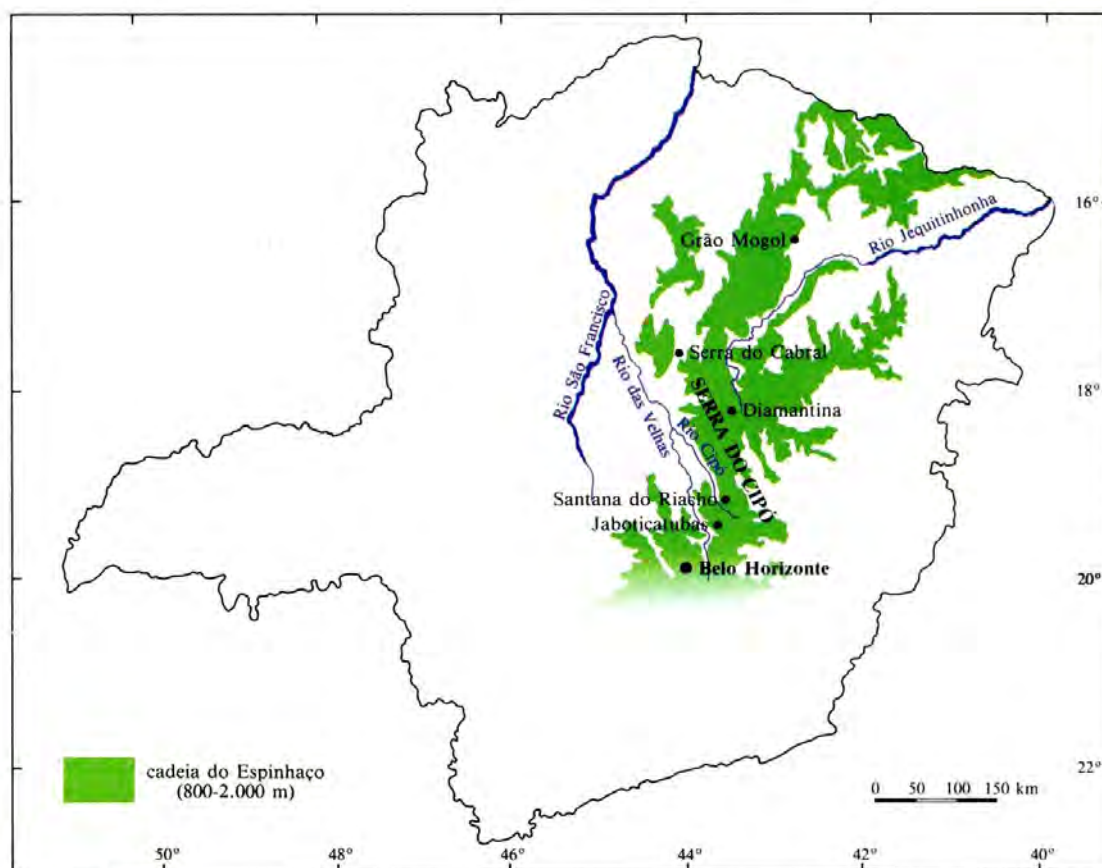 16°
Grão Mogol
Rio Jequitinhonha
Rio São Francisco
Serra do Cabral
Rio das Velhas
SERRA DO CIPÓ
18°
Diamantina
Rio Cipó
Santana do Riacho
Jaboticatubas
Belo Horizonte
20°
cadeia do Espinhaço
(800-2.000 m)
22°
0 50 100 150 km
50° 48° 46° 44° 42° 40°